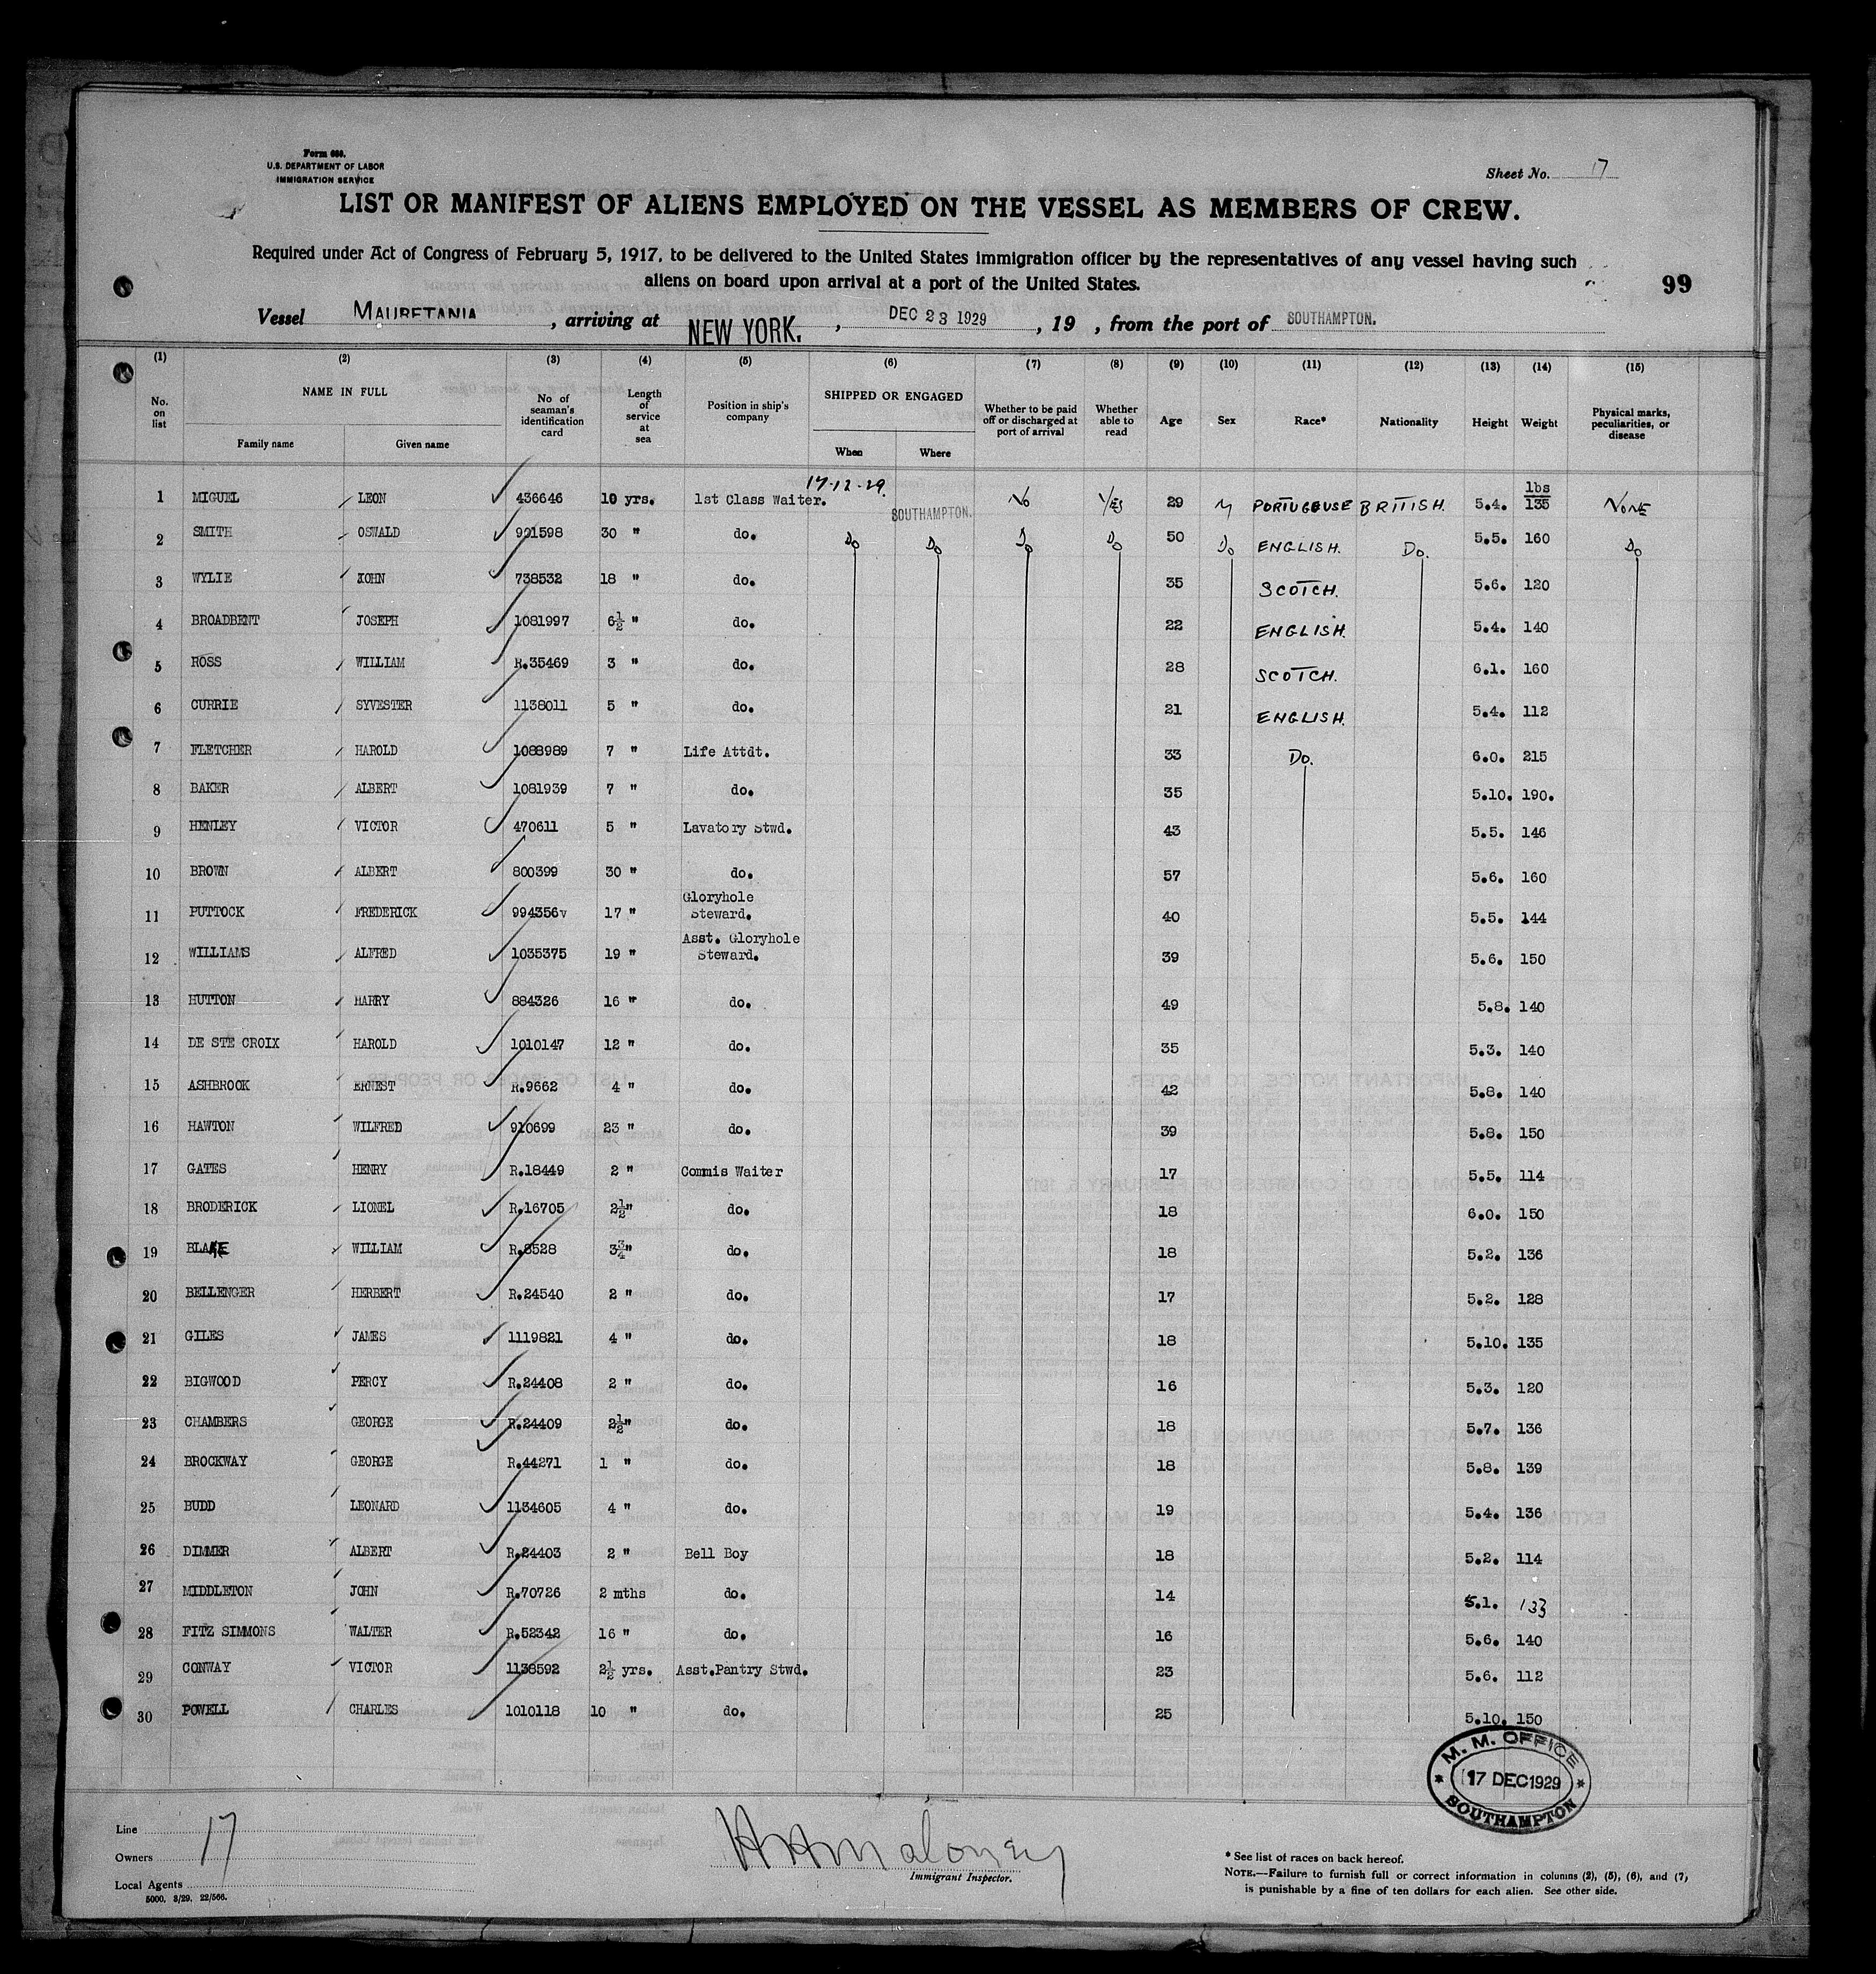 Form 680.
U.S. DEPARTMENT OF LABOR
IMMIGRATION SERVICE
Sheet No. 17
LIST OR MANIFEST OF ALIENS EMPLOYED ON THE VESSEL AS MEMBERS OF CREW.
Required under Act of Congress of February 5, 1917, to be delivered to the United States immigration officer by the representatives of any vessel having such
aliens on board upon arrival at a port of the United States.
99
Vessel MAURETANIA, arriving at NEW YORK., DEC 23 1929, 19 , from the port of SOUTHAMPTON.
(1) (2) (3) (4) (5) (6) (7) (8) (9) (10) (11) (12) (13) (14) (15)
No. on list NAME IN FULL Family name Given name No of seaman's identification card Length of service at sea Position in ship's company SHIPPED OR ENGAGED When Where Whether to be paid off or discharged at port of arrival Whether able to read Age Sex Race* Nationality Height Weight Physical marks, peculiarities, or disease
1 MIGUEL LEON 436646 10 yrs. 1st Class Waiter. 17-12-29. SOUTHAMPTON. No Yes 29 M PORTUGEUSE BRITISH. 5.4. lbs 135 NONE
2 SMITH OSWALD 901598 30 " do. Do Do Do Do 50 Do ENGLISH. Do. 5.5. 160 Do
3 WYLIE JOHN 738532 18 " do. 35 SCOTCH. 5.6. 120
4 BROADBENT JOSEPH 1081997 6½ " do. 22 ENGLISH. 5.4. 140
5 ROSS WILLIAM R.35469 3 " do. 28 SCOTCH. 6.1. 160
6 CURRIE SYVESTER 1138011 5 " do. 21 ENGLISH. 5.4. 112
7 FLETCHER HAROLD 1088989 7 " Life Attdt. 33 Do. 6.0. 215
8 BAKER ALBERT 1081939 7 " do. 35 5.10. 190.
9 HENLEY VICTOR 470611 5 " Lavatory Stwd. 43 5.5. 146
10 BROWN ALBERT 800399 30 " do. 57 5.6. 160
11 PUTTOCK FREDERICK 994356 17 " Gloryhole Steward. 40 5.5. 144
12 WILLIAMS ALFRED 1035375 19 " Asst. Gloryhole Steward. 39 5.6. 150
13 HUTTON HARRY 884326 16 " do. 49 5.8. 140
14 DE STE CROIX HAROLD 1010147 12 " do. 35 5.3. 140
15 ASHBROOK ERNEST R.9662 4 " do. 42 5.8. 140
16 HAWTON WILFRED 910699 23 " do. 39 5.8. 150
17 GATES HENRY R.18449 2 " Commis Waiter 17 5.5. 114
18 BRODERICK LIONEL R.16705 2½" do. 18 6.0. 150
19 BLAKE WILLIAM R.8528 3¾" do. 18 5.2. 136
20 BELLENGER HERBERT R.24540 2 " do. 17 5.2. 128
21 GILES JAMES 1119821 4 " do. 18 5.10. 135
22 BIGWOOD PERCY R.24408 2 " do. 16 5.3. 120
23 CHAMBERS GEORGE R.24409 2½" do. 18 5.7. 136
24 BROCKWAY GEORGE R.44271 1 " do. 18 5.8. 139
25 BUDD LEONARD 1134605 4 " do. 19 5.4. 136
26 DIMMER ALBERT R.24403 2 " Bell Boy 18 5.2. 114
27 MIDDLETON JOHN R.70726 2 mths do. 14 5.1. 133
28 FITZ SIMMONS WALTER R.52342 16 " do. 16 5.6. 140
29 CONWAY VICTOR 1138592 2½ yrs. Asst.Pantry Stwd. 23 5.6. 112
30 POWELL CHARLES 1010118 10 " do. 25 5.10. 150
M. M. OFFICE
17 DEC 1929
SOUTHAMPTON
Line
Owners 17
Local Agents
5000. 3/29. 22/566.
Maloney
Immigrant Inspector.
* See list of races on back hereof.
NOTE.—Failure to furnish full or correct information in columns (2), (5), (6), and (7)
is punishable by a fine of ten dollars for each alien. See other side.